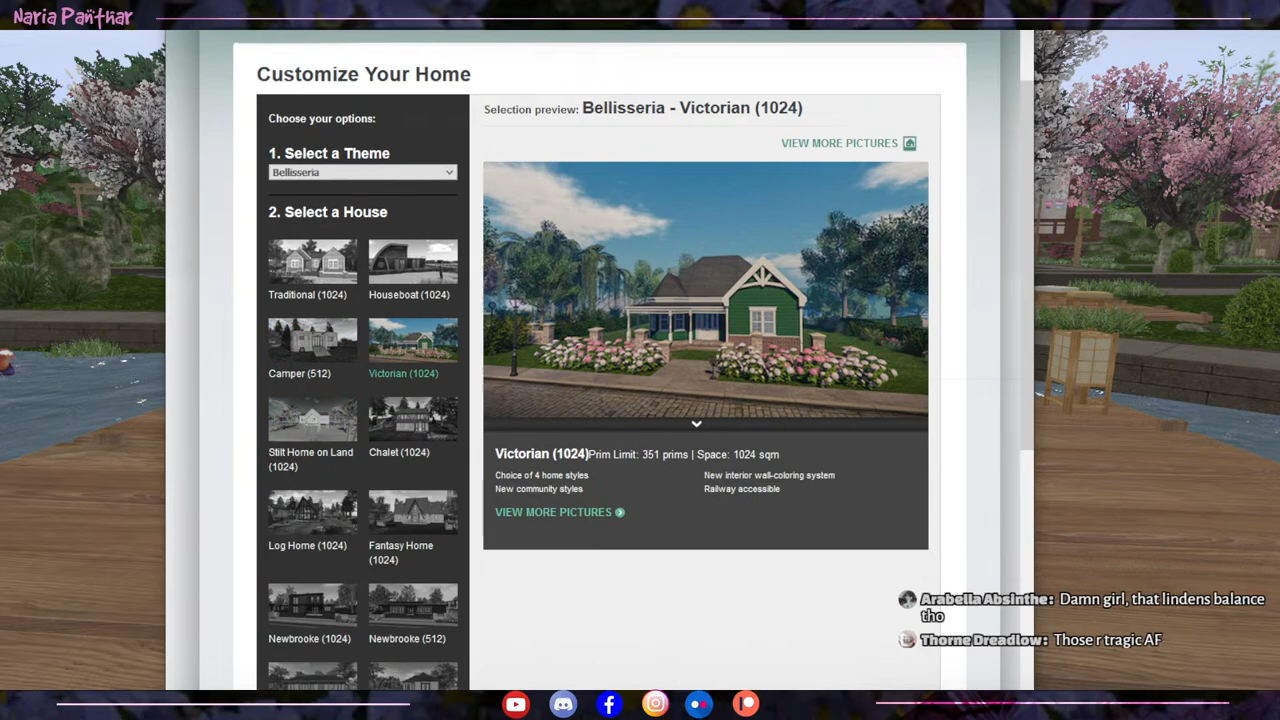 Naria Panthar
Customize Your Home
Choose your options:
1. Select a Theme
Bellisseria
2. Select a House
Traditional (1024)
Houseboat (1024)
Camper (512)
Victorian (1024)
Stilt Home on Land
(1024)
Chalet (1024)
Log Home (1024)
Fantasy Home
(1024)
Newbrooke (1024)
Newbrooke (512)
Selection preview: Bellisseria - Victorian (1024)
VIEW MORE PICTURES
Victorian (1024)Prim Limit: 351 prims | Space: 1024 sqm
Choice of 4 home styles
New interior wall-coloring system
New community styles
Railway accessible
VIEW MORE PICTURES
Arabella Absinthe: Damn girl, that lindens balance
tho
Thorne Dreadlow: Those r tragic AF